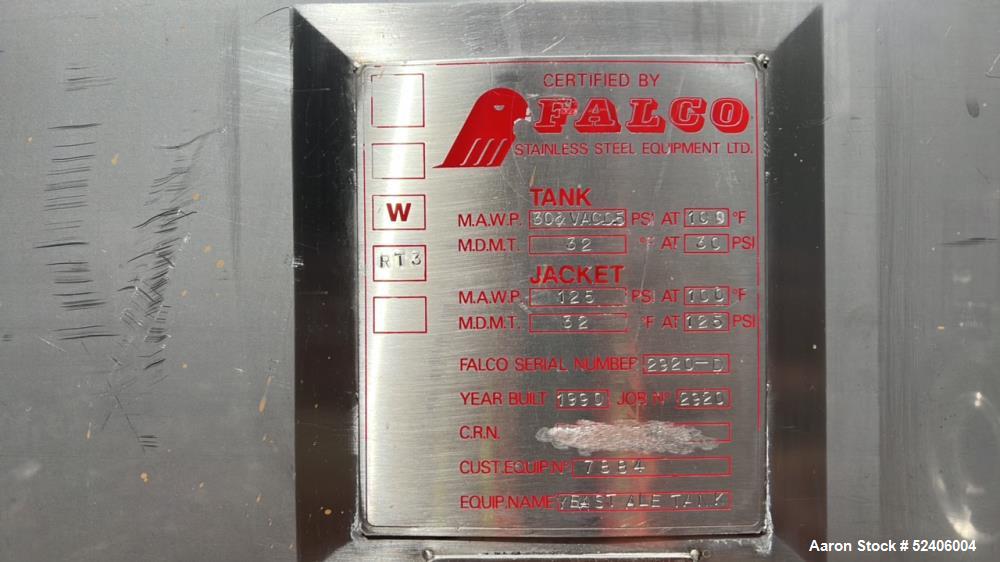 CERTIFIED BY
FALCO
STAINLESS STEEL EQUIPMENT LTD.
W
RT3
TANK
M.A.W.P. PSI AT 100 °F
M.D.M.T. 32 °F AT 30 PSI
JACKET
M.A.W.P. 125 PSI AT 100 °F
M.D.M.T. 32 °F AT 125 PSI
FALCO SERIAL NUMBER 2920-D
YEAR BUILT 1990 JOB Nº 2920
C.R.N.
CUST.EQUIP.Nº 7884
EQUIP.NAME YEAST ALE TANK
Aaron Stock # 52406004